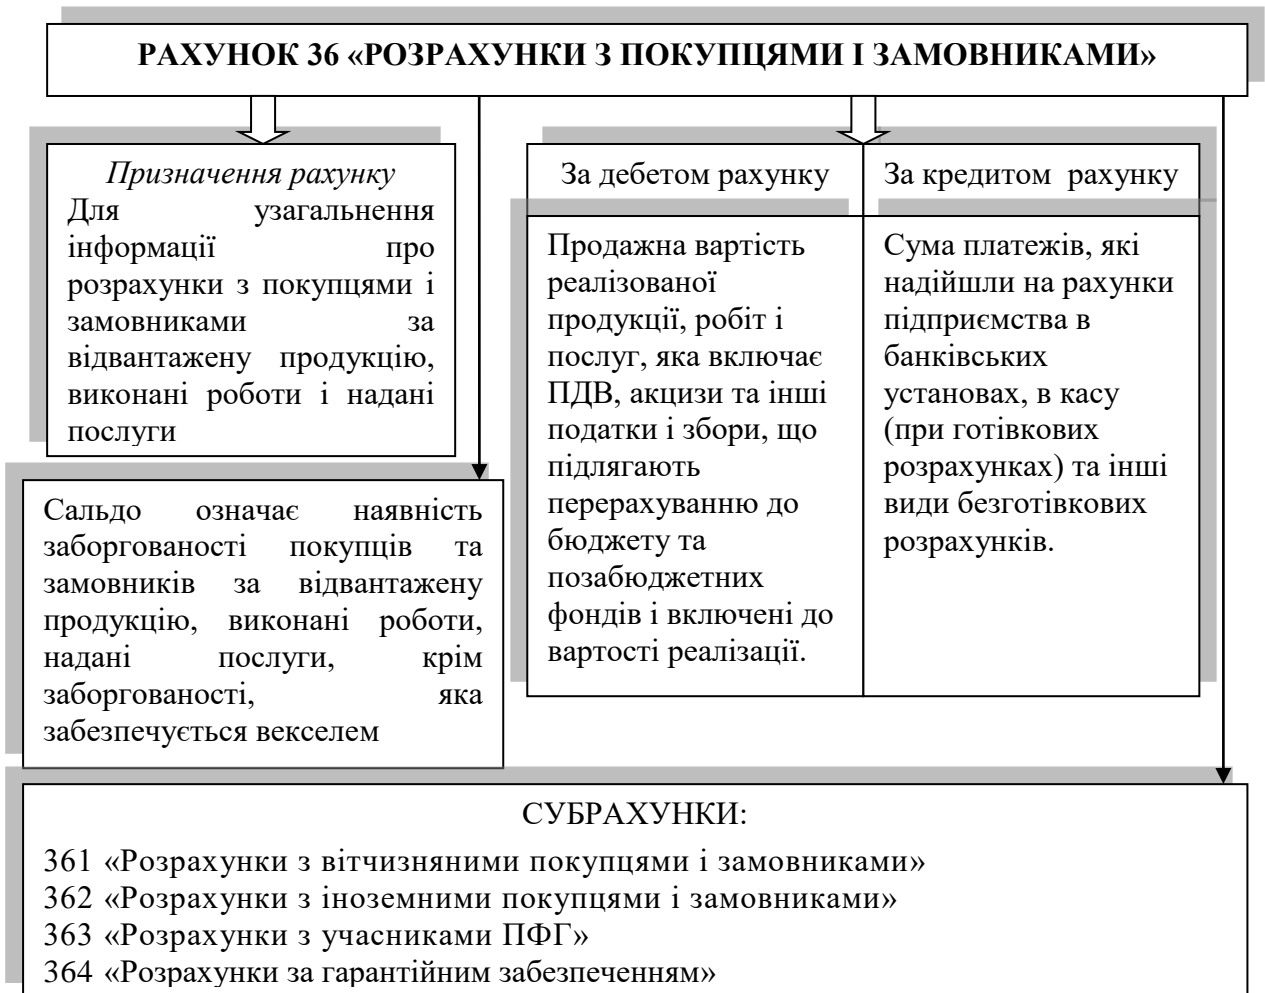 РАХУНОК 36 «РОЗРАХУНКИ З ПОКУПЦЯМИ І ЗАМОВНИКАМИ»
Призначення рахунку
Для узагальнення
інформації про
розрахунки з покупцями і
замовниками за
відвантажену продукцію,
виконані роботи і надані
послуги
За дебетом рахунку
Продажна вартість
реалізованої
продукції, робіт і
послуг, яка включає
ПДВ, акцизи та інші
податки і збори, що
підлягають
перерахуванню до
бюджету та
позабюджетних
фондів і включені до
вартості реалізації.
За кредитом рахунку
Сума платежів, які
надійшли на рахунки
підприємства в
банківських
установах, в касу
(при готівкових
розрахунках) та інші
види безготівкових
розрахунків.
Сальдо означає наявність
заборгованості покупців та
замовників за відвантажену
продукцію, виконані роботи,
надані послуги, крім
заборгованості, яка
забезпечується векселем
СУБРАХУНКИ:
361 «Розрахунки з вітчизняними покупцями і замовниками»
362 «Розрахунки з іноземними покупцями і замовниками»
363 «Розрахунки з учасниками ПФГ»
364 «Розрахунки за гарантійним забезпеченням»